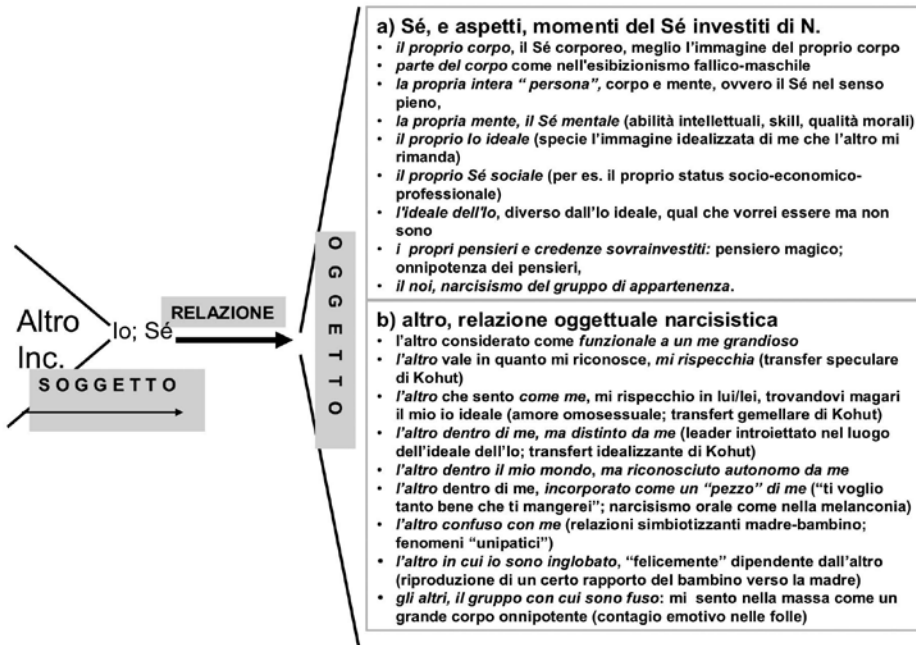 Altro
Inc.
Io; Sé
SOGGETTO
RELAZIONE
OGGETTO
a) Sé, e aspetti, momenti del Sé investiti di N.
• il proprio corpo, il Sé corporeo, meglio l'immagine del proprio corpo
• parte del corpo come nell'esibizionismo fallico-maschile
• la propria intera “ persona”, corpo e mente, ovvero il Sé nel senso
pieno,
• la propria mente, il Sé mentale (abilità intellettuali, skill, qualità morali)
• il proprio Io ideale (specie l'immagine idealizzata di me che l'altro mi
rimanda)
• il proprio Sé sociale (per es. il proprio status socio-economico-
professionale)
• l'ideale dell'Io, diverso dall'Io ideale, qual che vorrei essere ma non
sono
• i propri pensieri e credenze sovrainvestiti: pensiero magico;
onnipotenza dei pensieri,
• il noi, narcisismo del gruppo di appartenenza.
b) altro, relazione oggettuale narcisistica
• l'altro considerato come funzionale a un me grandioso
• l'altro vale in quanto mi riconosce, mi rispecchia (transfer speculare
di Kohut)
• l'altro che sento come me, mi rispecchio in lui/lei, trovandovi magari
il mio io ideale (amore omosessuale; transfert gemellare di Kohut)
• l'altro dentro di me, ma distinto da me (leader introiettato nel luogo
dell'ideale dell'Io; transfert idealizzante di Kohut)
• l'altro dentro il mio mondo, ma riconosciuto autonomo da me
• l'altro dentro di me, incorporato come un “pezzo” di me (“ti voglio
tanto bene che ti mangerei”; narcisismo orale come nella melanconia)
• l'altro confuso con me (relazioni simbiotizzanti madre-bambino;
fenomeni “unipatici”)
• l'altro in cui io sono inglobato, “felicemente” dipendente dall'altro
(riproduzione di un certo rapporto del bambino verso la madre)
• gli altri, il gruppo con cui sono fuso: mi sento nella massa come un
grande corpo onnipotente (contagio emotivo nelle folle)